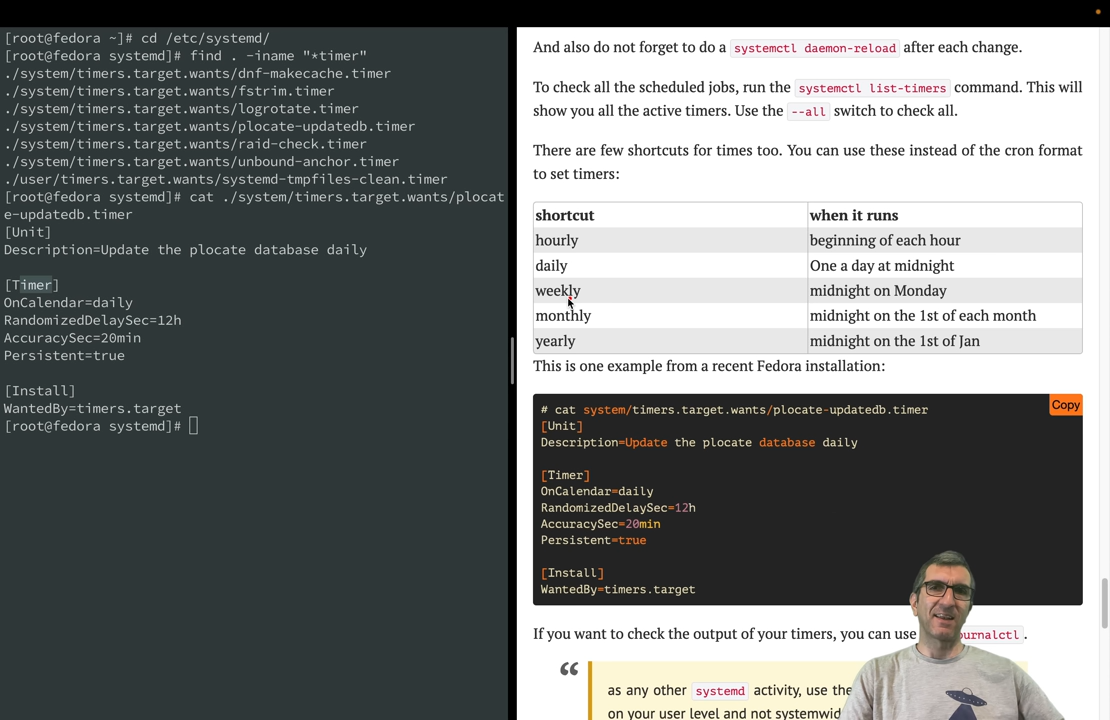 [root@fedora ~]# cd /etc/systemd/
[root@fedora systemd]# find . -iname "*timer"
./system/timers.target.wants/dnf-makecache.timer
./system/timers.target.wants/fstrim.timer
./system/timers.target.wants/logrotate.timer
./system/timers.target.wants/plocate-updatedb.timer
./system/timers.target.wants/raid-check.timer
./system/timers.target.wants/unbound-anchor.timer
./user/timers.target.wants/systemd-tmpfiles-clean.timer
[root@fedora systemd]# cat ./system/timers.target.wants/plocat
e-updatedb.timer
[Unit]
Description=Update the plocate database daily
[Timer]
OnCalendar=daily
RandomizedDelaySec=12h
AccuracySec=20min
Persistent=true
[Install]
WantedBy=timers.target
[root@fedora systemd]#
And also do not forget to do a systemctl daemon-reload after each change.
To check all the scheduled jobs, run the systemctl list-timers command. This will
show you all the active timers. Use the --all switch to check all.
There are few shortcuts for times too. You can use these instead of the cron format
to set timers:
shortcut when it runs
hourly beginning of each hour
daily One a day at midnight
weekly midnight on Monday
monthly midnight on the 1st of each month
yearly midnight on the 1st of Jan
This is one example from a recent Fedora installation:
Copy
# cat system/timers.target.wants/plocate-updatedb.timer
[Unit]
Description=Update the plocate database daily
[Timer]
OnCalendar=daily
RandomizedDelaySec=12h
AccuracySec=20min
Persistent=true
[Install]
WantedBy=timers.target
If you want to check the output of your timers, you can use ournalctl.
“ as any other systemd activity, use the
on your user level and not systemwid